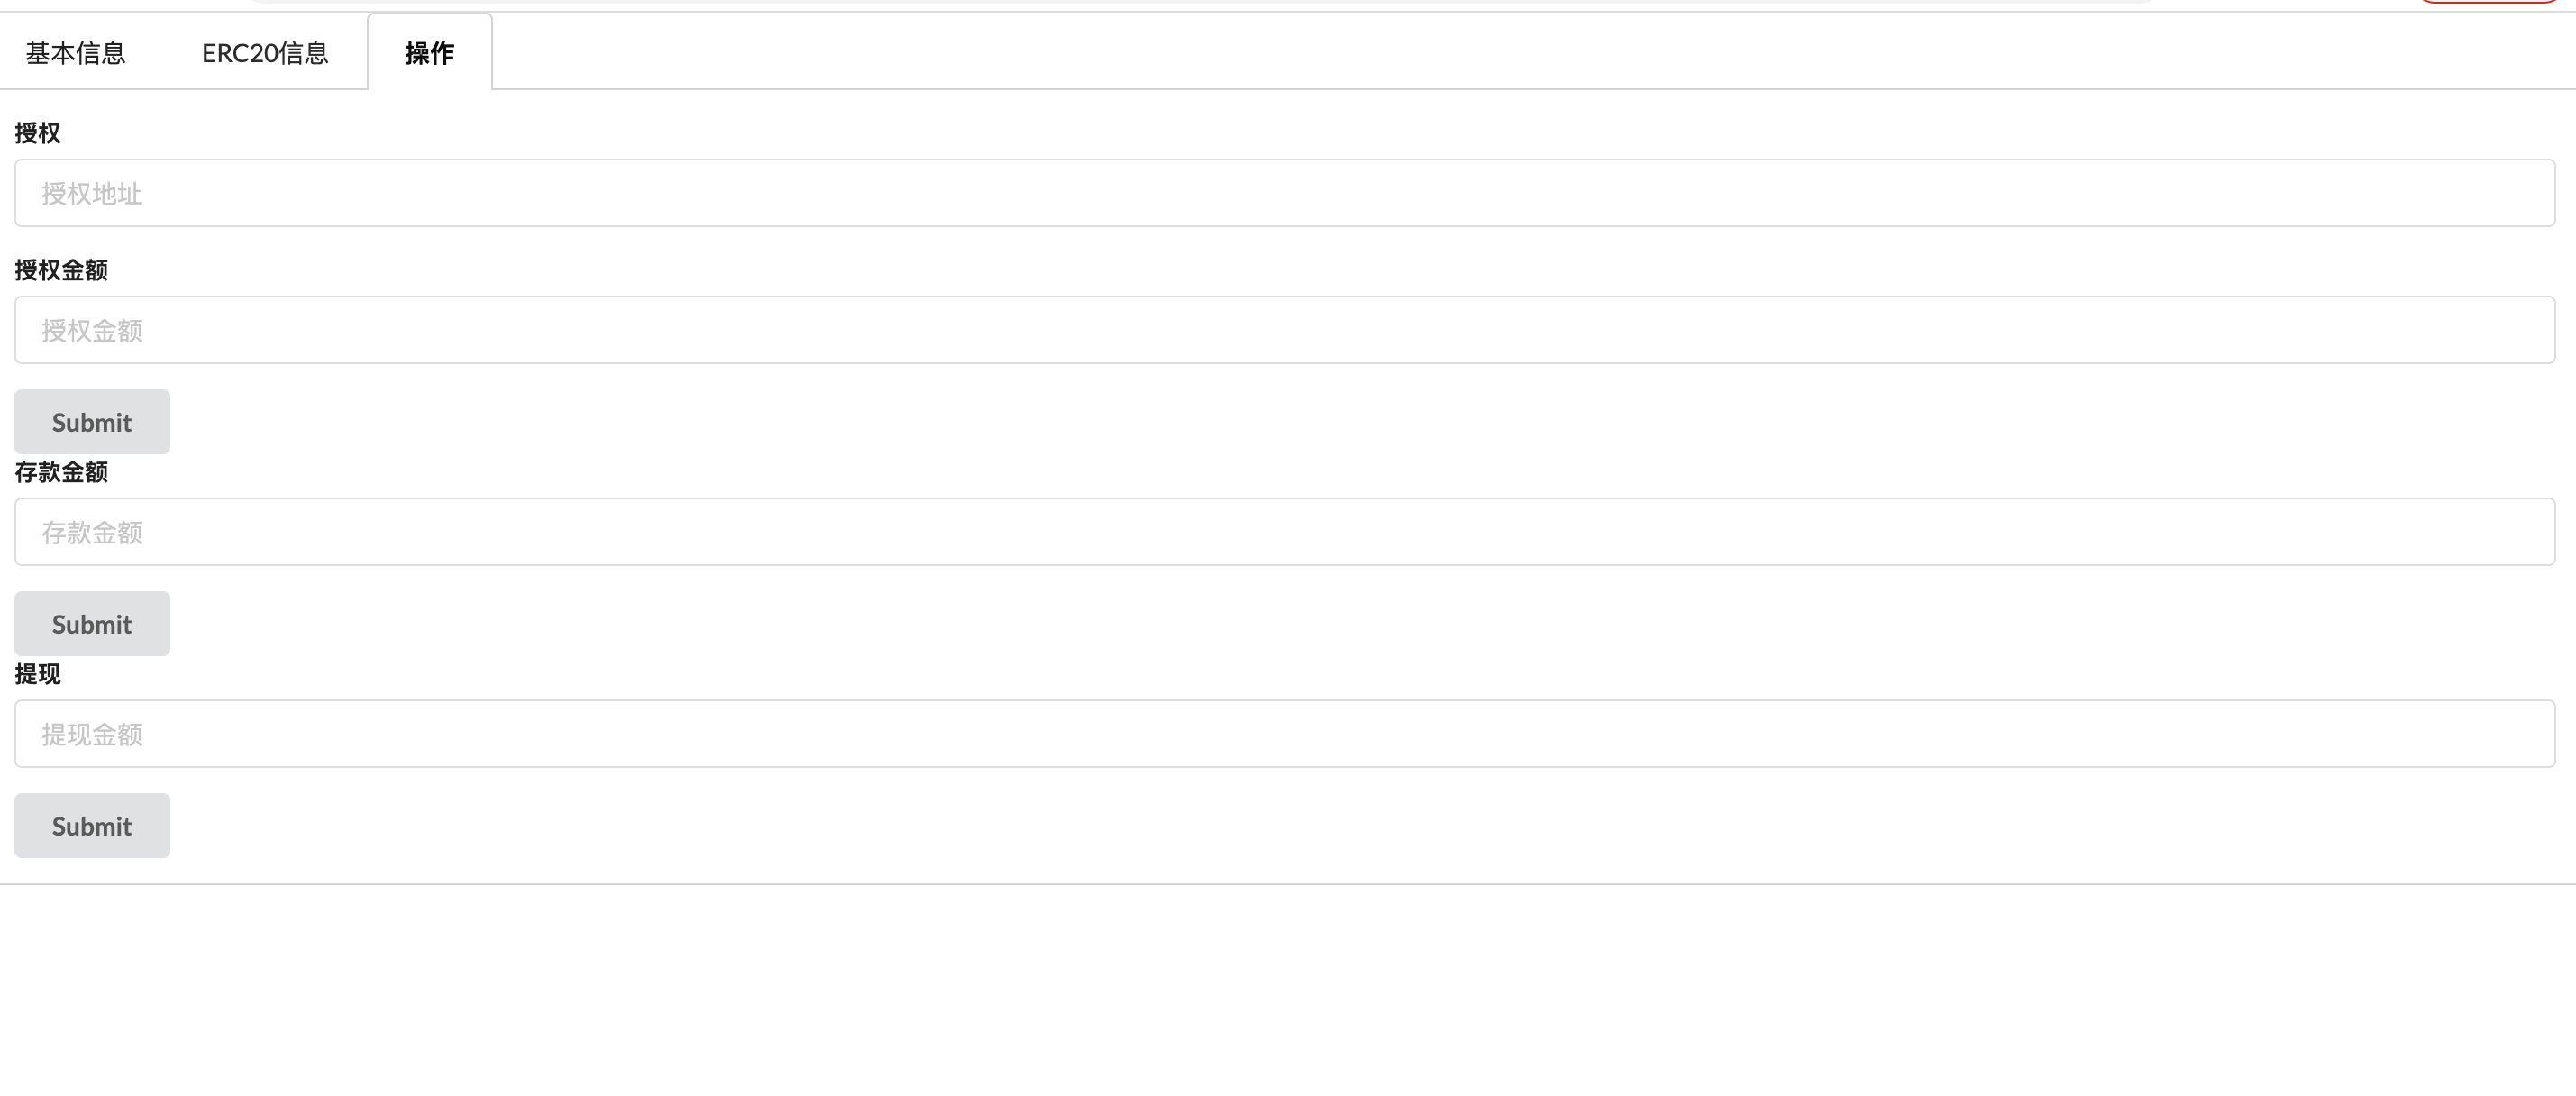 基本信息 ERC20信息 操作
授权
授权地址
授权金额
授权金额
Submit
存款金额
存款金额
Submit
提现
提现金额
Submit